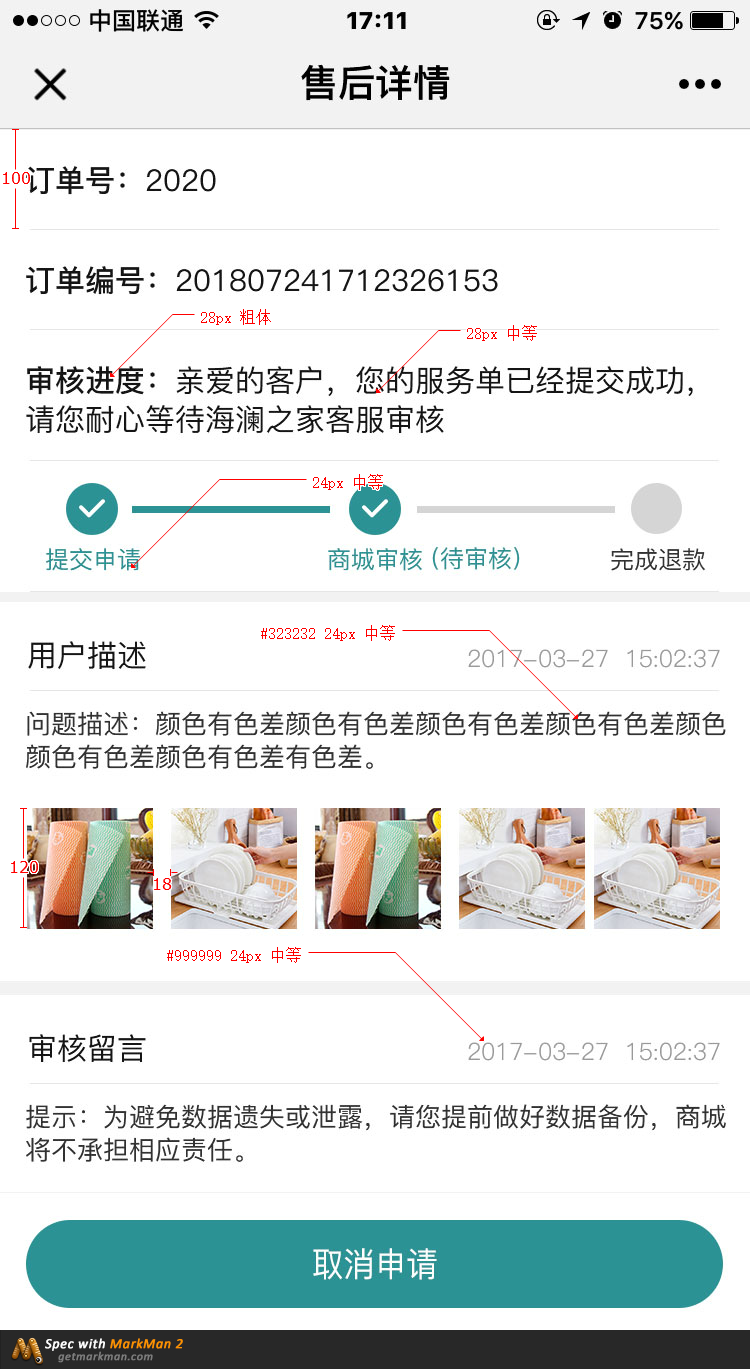 中国联通 17:11 75%
售后详情
100
订单号：2020
订单编号：201807241712326153
28px 粗体
28px 中等
审核进度：亲爱的客户，您的服务单已经提交成功，
请您耐心等待海澜之家客服审核
24px 中等
提交申请 商城审核（待审核） 完成退款
#323232 24px 中等
用户描述 2017-03-27 15:02:37
问题描述：颜色有色差颜色有色差颜色有色差颜色有色差颜色
颜色有色差颜色有色差有色差。
120
18
#999999 24px 中等
审核留言 2017-03-27 15:02:37
提示：为避免数据遗失或泄露，请您提前做好数据备份，商城
将不承担相应责任。
取消申请
Spec with MarkMan 2
getmarkman.com